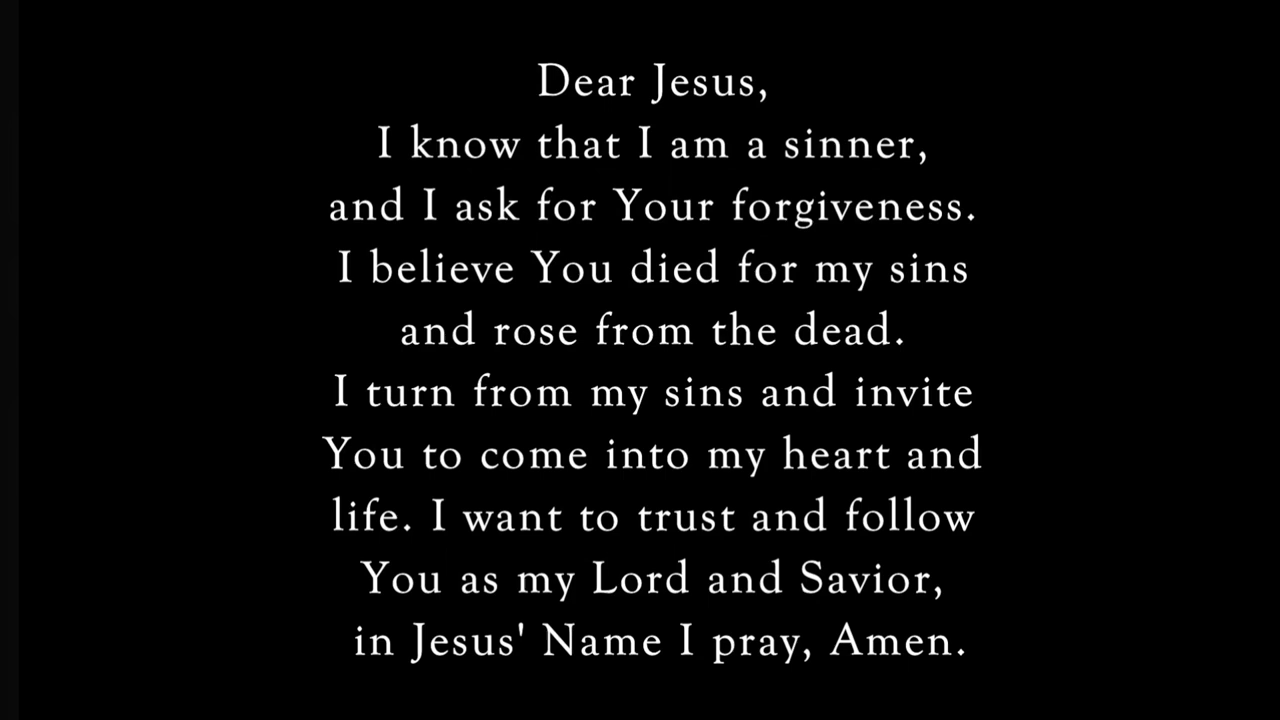 Dear Jesus,
I know that I am a sinner,
and I ask for Your forgiveness.
I believe You died for my sins
and rose from the dead.
I turn from my sins and invite
You to come into my heart and
life. I want to trust and follow
You as my Lord and Savior,
in Jesus' Name I pray, Amen.